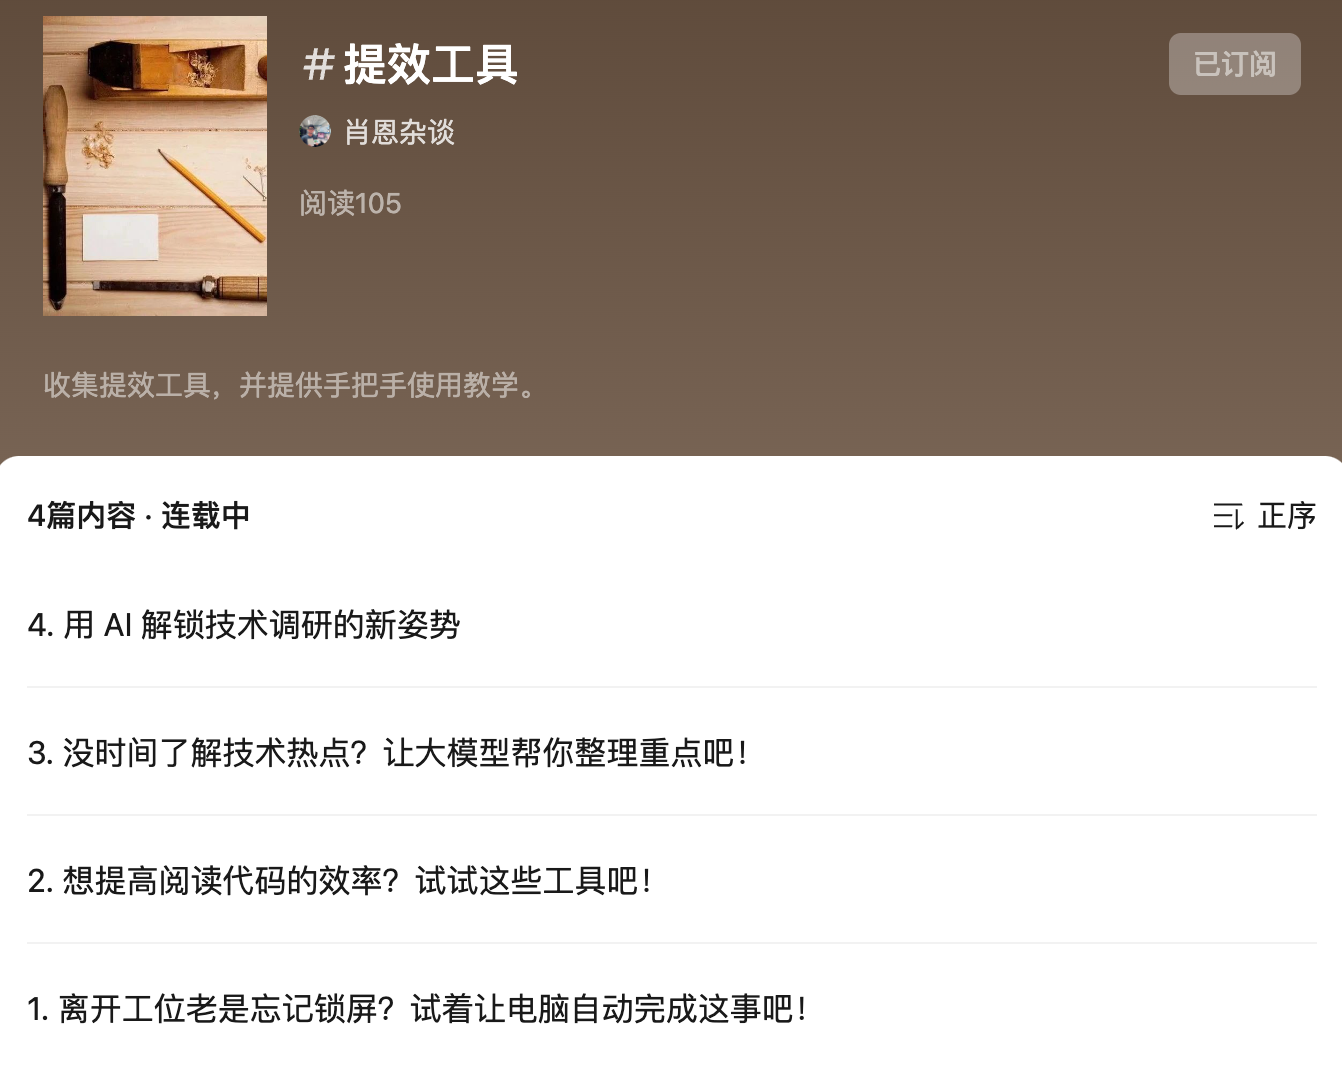 #提效工具
已订阅
肖恩杂谈
阅读105
收集提效工具，并提供手把手使用教学。
4篇内容 · 连载中
正序
4. 用 AI 解锁技术调研的新姿势
3. 没时间了解技术热点？让大模型帮你整理重点吧！
2. 想提高阅读代码的效率？试试这些工具吧！
1. 离开工位老是忘记锁屏？试着让电脑自动完成这事吧！